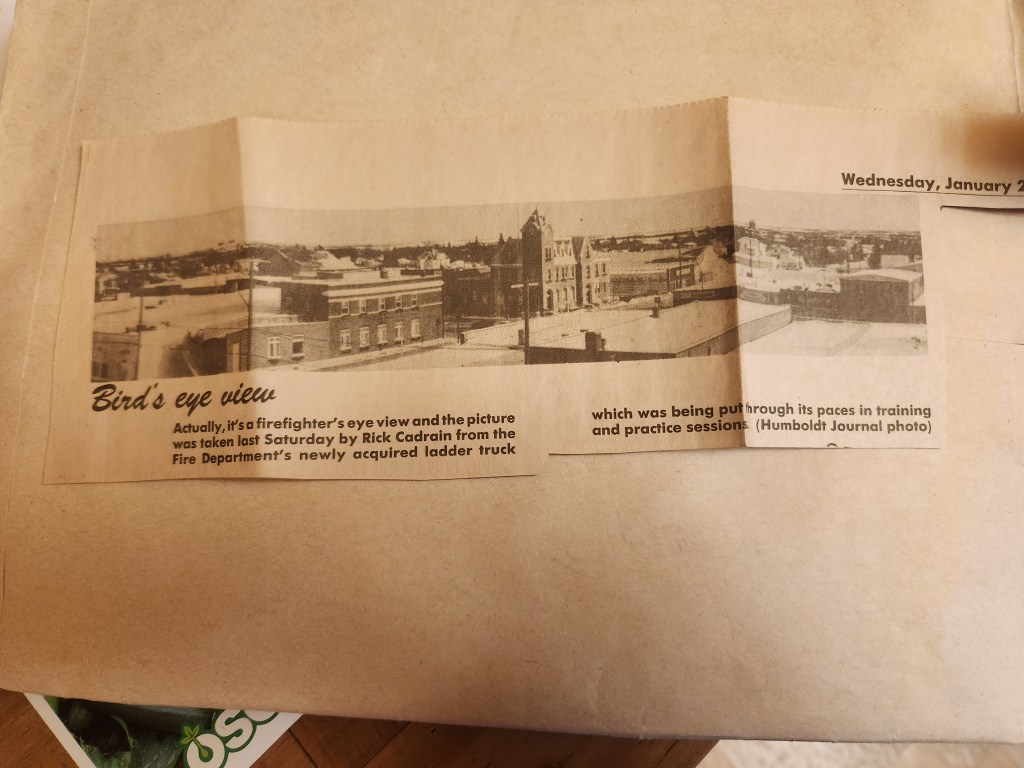 Wednesday, January 2
Bird's eye view
Actually, it's a firefighter's eye view and the picture
was taken last Saturday by Rick Cadrain from the
Fire Department's newly acquired ladder truck
which was being put through its paces in training
and practice sessions. (Humboldt Journal photo)